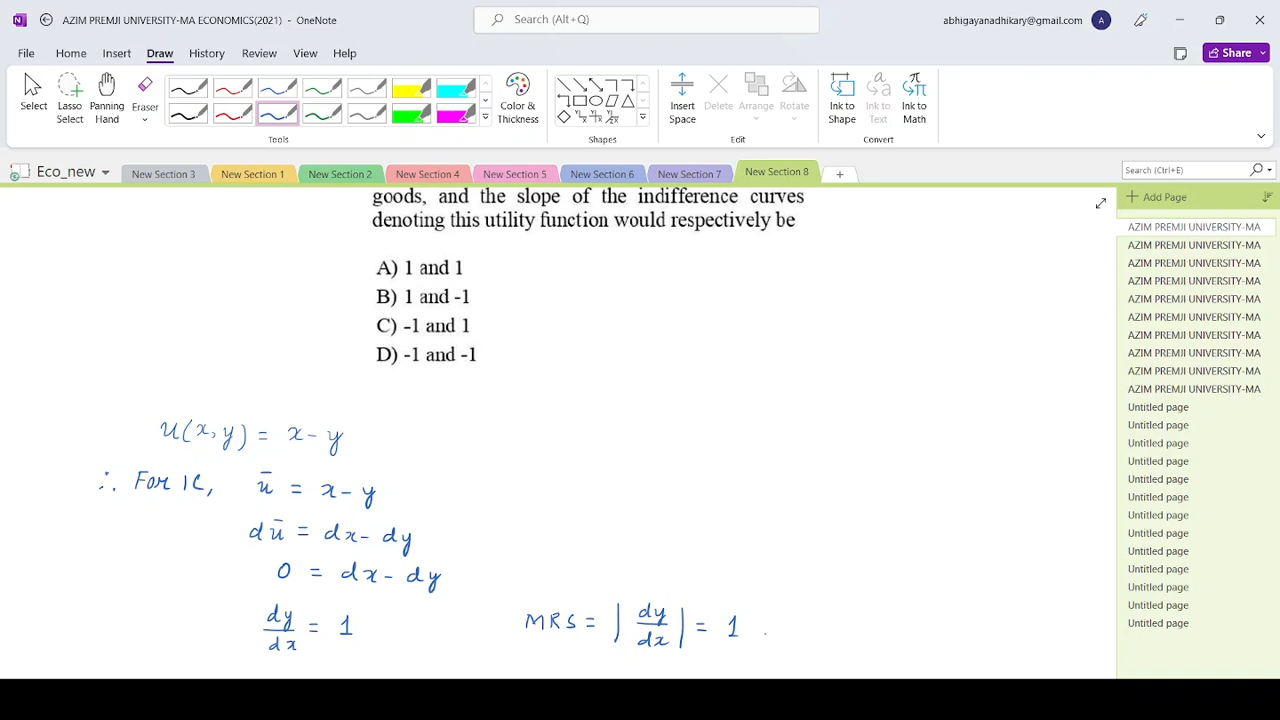 AZIM PREMJI UNIVERSITY-MA ECONOMICS(2021) - OneNote
Search (Alt+Q)
abhigayanadhikary@gmail.com
A
File Home Insert Draw History Review View Help
Share
Select
Lasso Select
Panning Hand
Eraser
Color & Thickness
Insert Space
Delete
Arrange
Rotate
Ink to Shape
Ink to Text
Ink to Math
Tools
Shapes
Edit
Convert
Eco_new
New Section 3
New Section 1
New Section 2
New Section 4
New Section 5
New Section 6
New Section 7
New Section 8
Search (Ctrl+E)
Add Page
goods, and the slope of the indifference curves
denoting this utility function would respectively be
A) 1 and 1
B) 1 and -1
C) -1 and 1
D) -1 and -1
u(x,y) = x-y
∴ For IC, ū = x-y
dū = dx-dy
0 = dx-dy
dy/dx = 1
MRS = |dy/dx| = 1
AZIM PREMJI UNIVERSITY-MA
AZIM PREMJI UNIVERSITY-MA
AZIM PREMJI UNIVERSITY-MA
AZIM PREMJI UNIVERSITY-MA
AZIM PREMJI UNIVERSITY-MA
AZIM PREMJI UNIVERSITY-MA
AZIM PREMJI UNIVERSITY-MA
AZIM PREMJI UNIVERSITY-MA
AZIM PREMJI UNIVERSITY-MA
AZIM PREMJI UNIVERSITY-MA
Untitled page
Untitled page
Untitled page
Untitled page
Untitled page
Untitled page
Untitled page
Untitled page
Untitled page
Untitled page
Untitled page
Untitled page
Untitled page